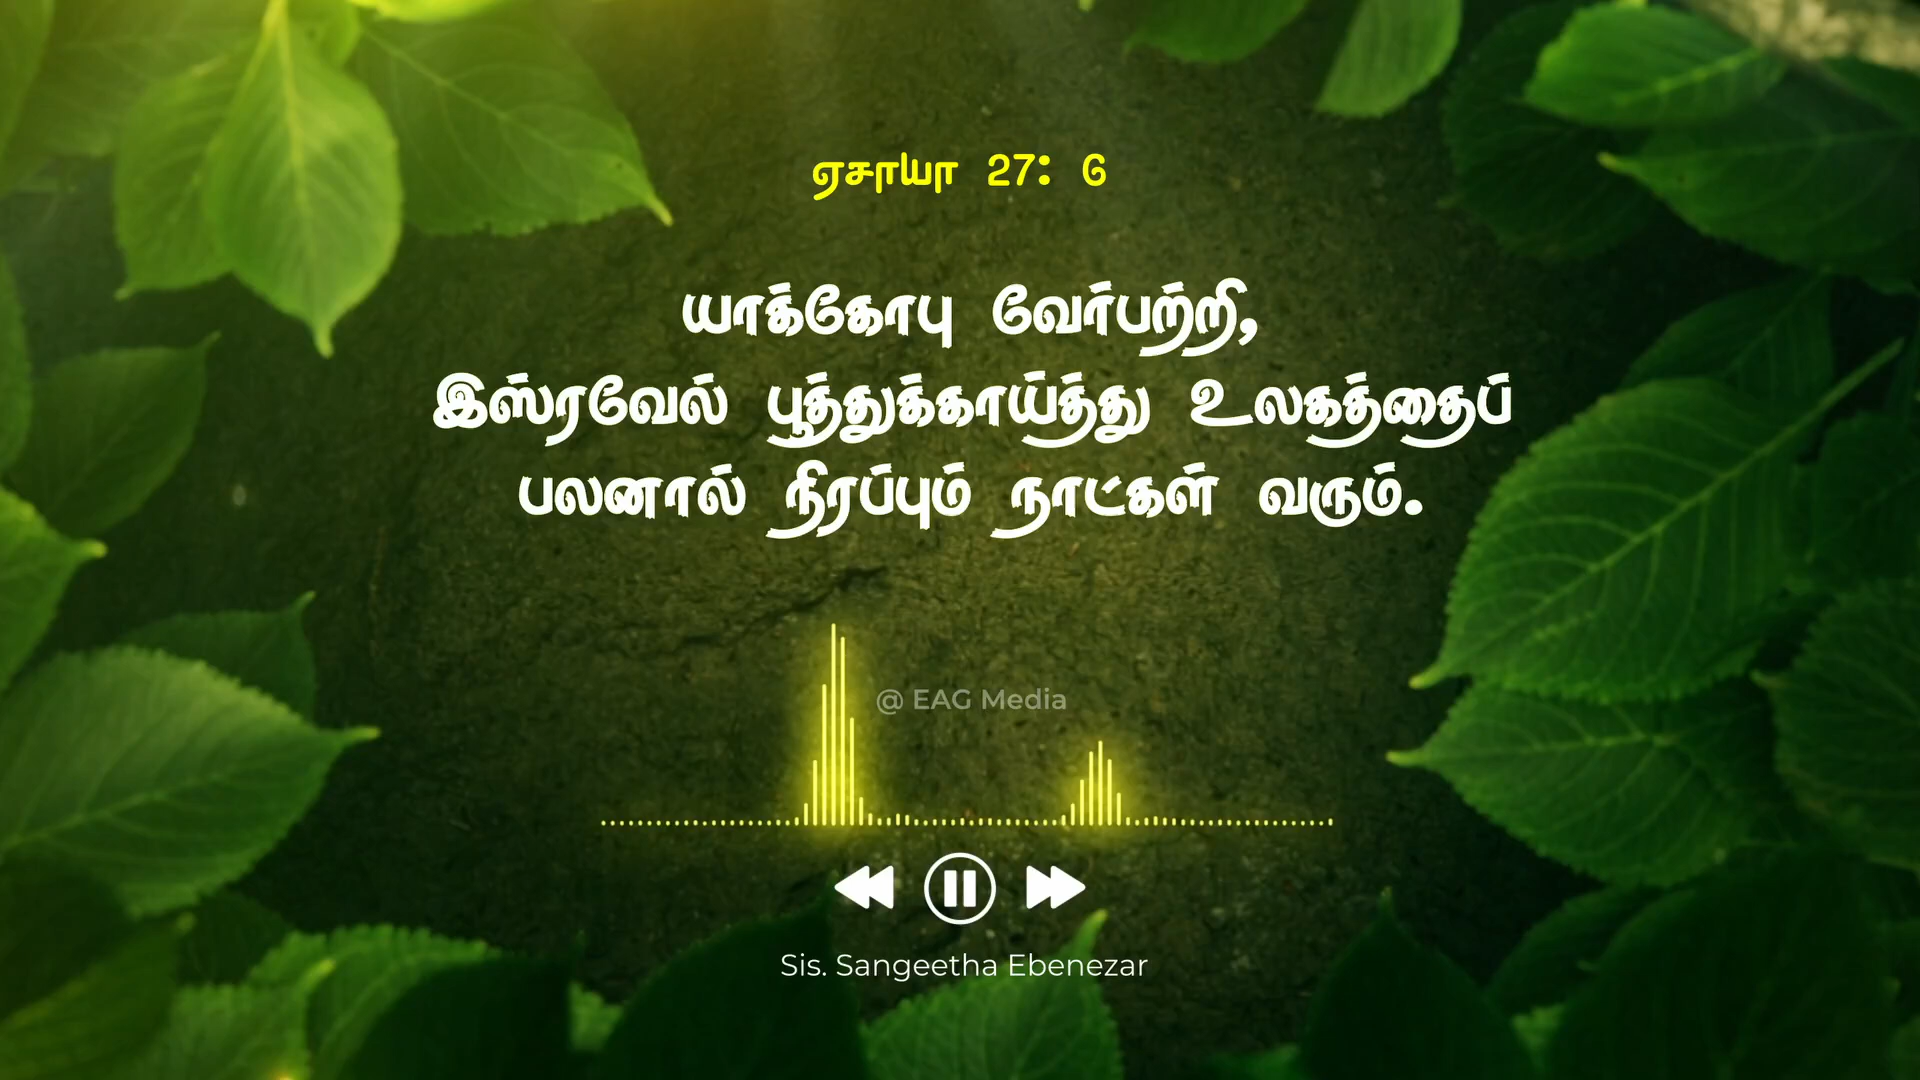 ஏசாயா 27: 6
யாக்கோபு வேர்பற்றி,
இஸ்ரவேல் பூத்துக்காய்த்து உலகத்தைப்
பலனால் நிரப்பும் நாட்கள் வரும்.
@ EAG Media
Sis. Sangeetha Ebenezar